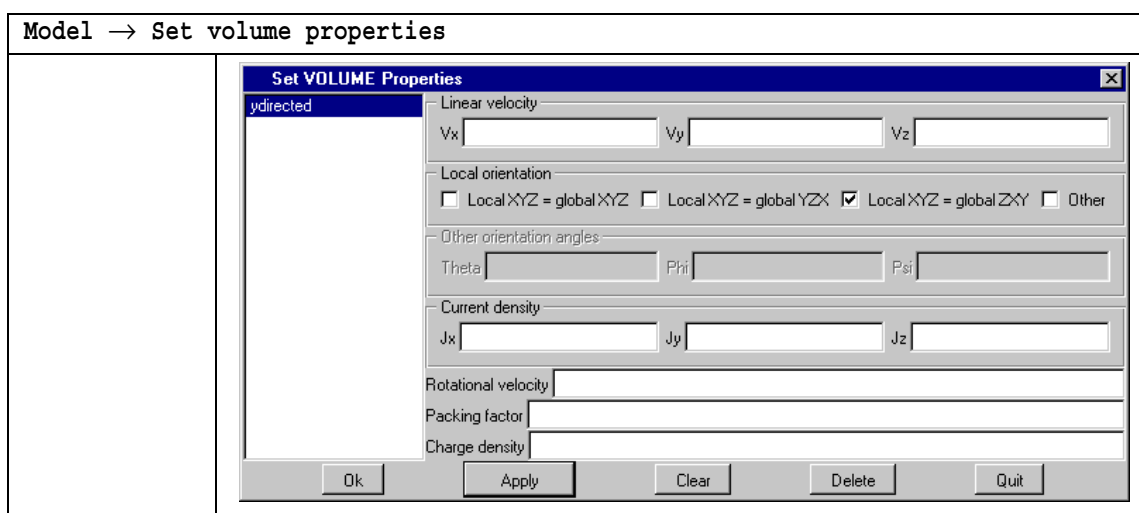 Model → Set volume properties
Set VOLUME Properties
ydirected
Linear velocity
Vx Vy Vz
Local orientation
Local XYZ = global XYZ Local XYZ = global YZX Local XYZ = global ZXY Other
Other orientation angles
Theta Phi Psi
Current density
Jx Jy Jz
Rotational velocity
Packing factor
Charge density
Ok Apply Clear Delete Quit